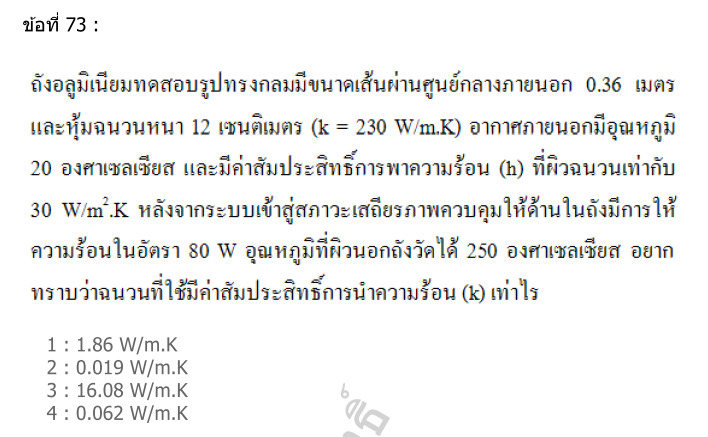 ข้อที่ 73 :
ถังอลูมิเนียมทดสอบรูปทรงกลมมีขนาดเส้นผ่านศูนย์กลางภายนอก 0.36 เมตร
และหุ้มฉนวนหนา 12 เซนติเมตร (k = 230 W/m.K) อากาศภายนอกมีอุณหภูมิ
20 องศาเซลเซียส และมีค่าสัมประสิทธิ์การพาความร้อน (h) ที่ผิวฉนวนเท่ากับ
30 W/m².K หลังจากระบบเข้าสู่สภาวะเสถียรภาพควบคุมให้ด้านในถังมีการให้
ความร้อนในอัตรา 80 W อุณหภูมิที่ผิวนอกถังวัดได้ 250 องศาเซลเซียส อยาก
ทราบว่าฉนวนที่ใช้มีค่าสัมประสิทธิ์การนำความร้อน (k) เท่าไร
1 : 1.86 W/m.K
2 : 0.019 W/m.K
3 : 16.08 W/m.K
4 : 0.062 W/m.K